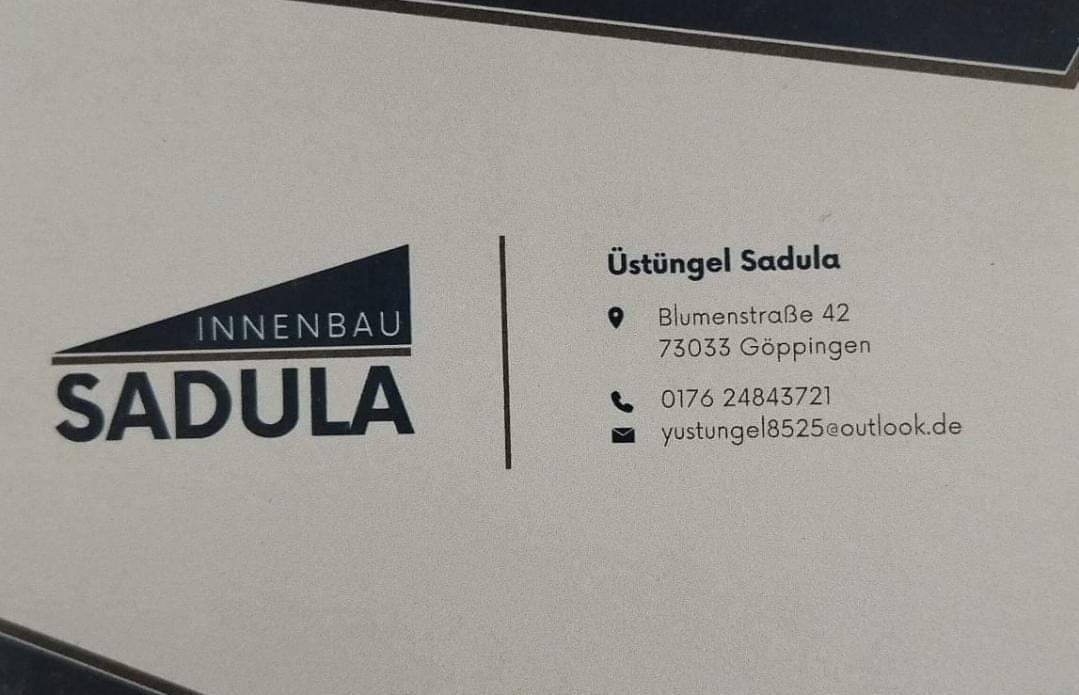 INNENBAU
SADULA
Üstüngel Sadula
Blumenstraße 42
73033 Göppingen
0176 24843721
yustungel8525@outlook.de